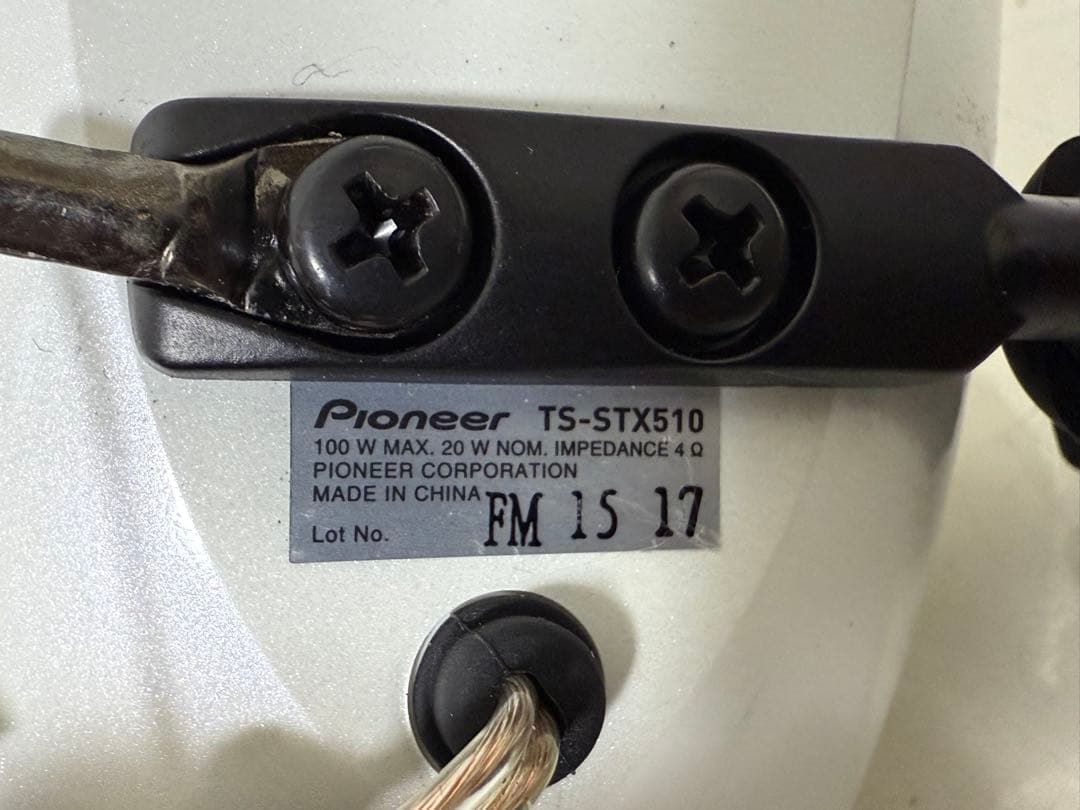 Pioneer TS-STX510
100 W MAX. 20 W NOM. IMPEDANCE 4 Ω
PIONEER CORPORATION
MADE IN CHINA
Lot No. FM 15 17